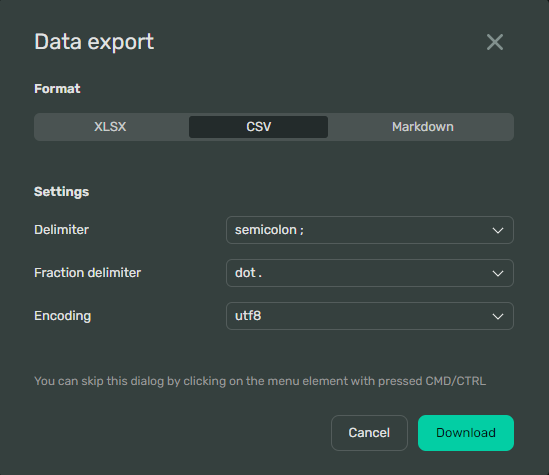 Data export
Format
XLSX CSV Markdown
Settings
Delimiter semicolon ;
Fraction delimiter dot .
Encoding utf8
You can skip this dialog by clicking on the menu element with pressed CMD/CTRL
Cancel Download